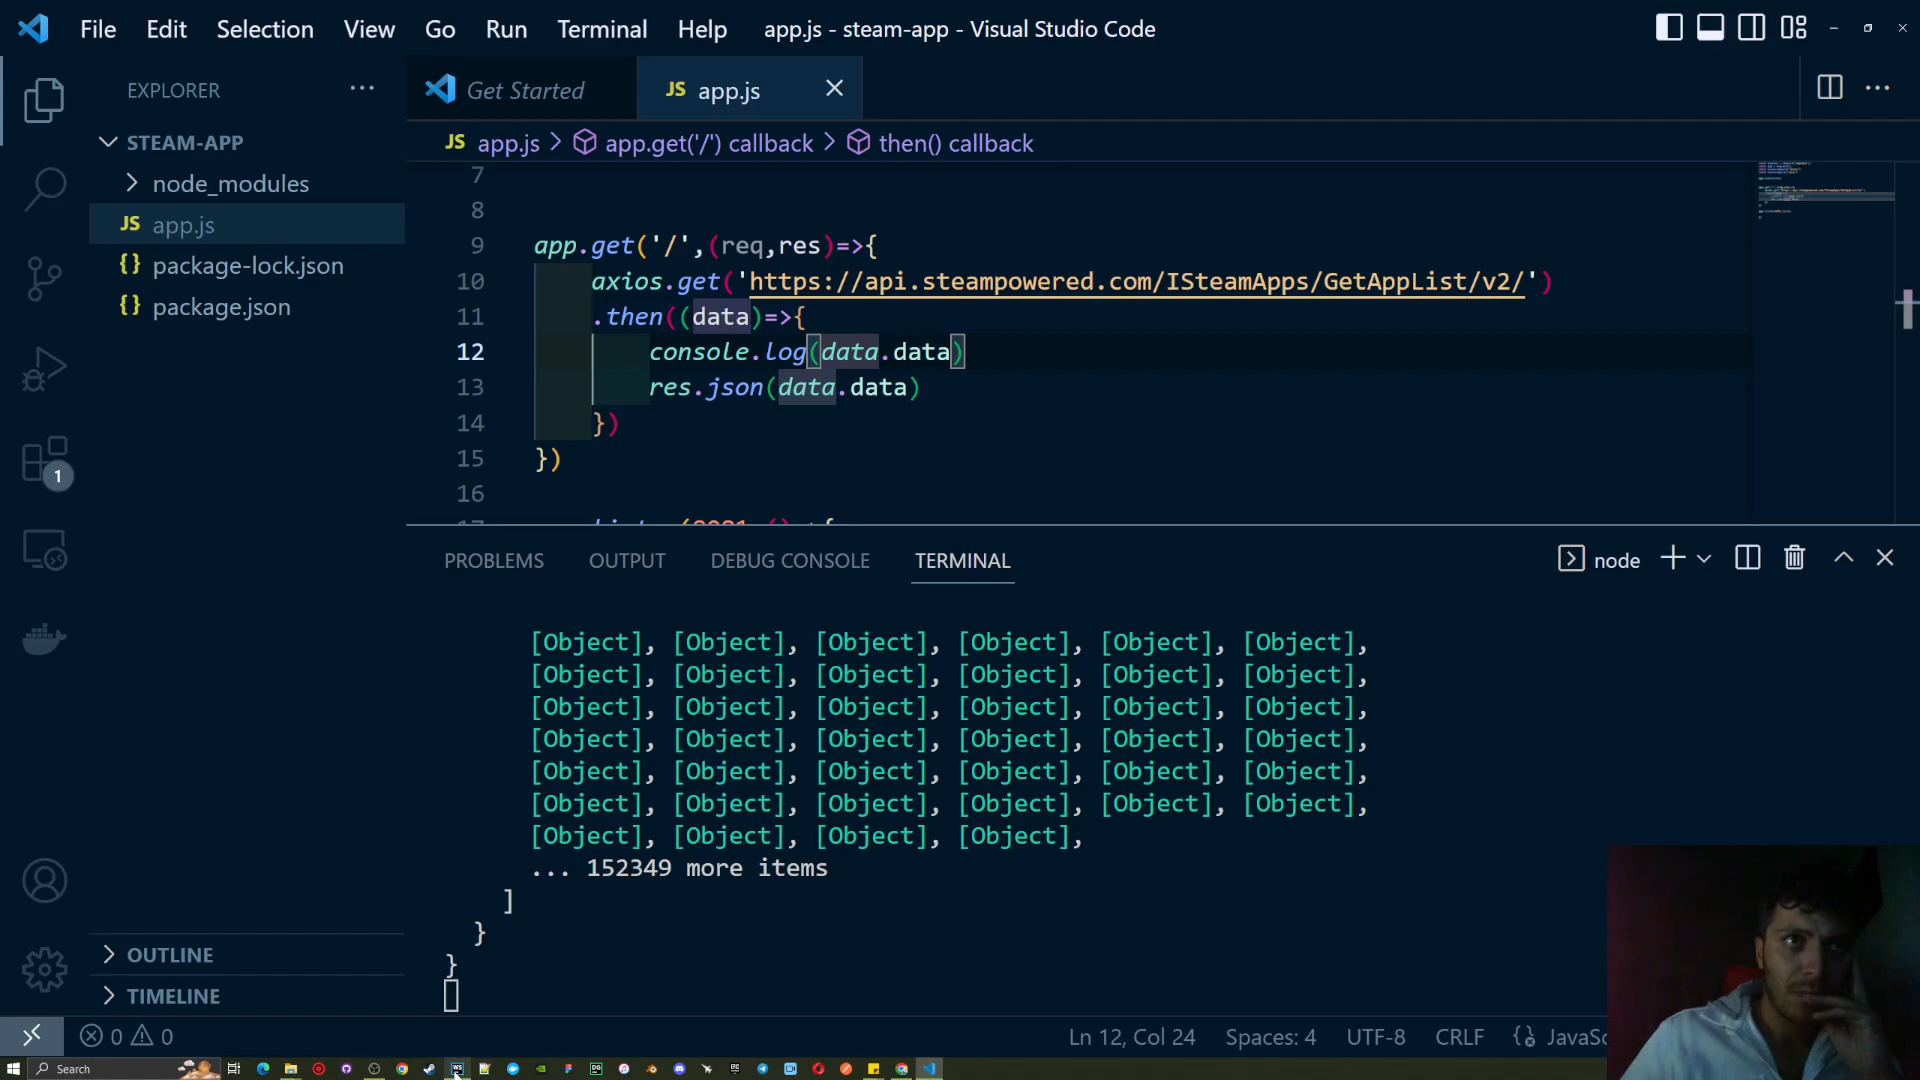 File Edit Selection View Go Run Terminal Help app.js - steam-app - Visual Studio Code
EXPLORER
STEAM-APP
node_modules
JS app.js
{} package-lock.json
{} package.json
OUTLINE
TIMELINE
Get Started
JS app.js
JS app.js > app.get('/') callback > then() callback
7
8
9 app.get('/',(req,res)=>{
10 axios.get('https://api.steampowered.com/ISteamApps/GetAppList/v2/')
11 .then((data)=>{
12 console.log(data.data)
13 res.json(data.data)
14 })
15 })
16
1
PROBLEMS OUTPUT DEBUG CONSOLE TERMINAL
node
[Object], [Object], [Object], [Object], [Object], [Object],
[Object], [Object], [Object], [Object], [Object], [Object],
[Object], [Object], [Object], [Object], [Object], [Object],
[Object], [Object], [Object], [Object], [Object], [Object],
[Object], [Object], [Object], [Object], [Object], [Object],
[Object], [Object], [Object], [Object], [Object], [Object],
[Object], [Object], [Object], [Object],
... 152349 more items
]
}
}
0 0
Ln 12, Col 24 Spaces: 4 UTF-8 CRLF {} JavaSc
Search